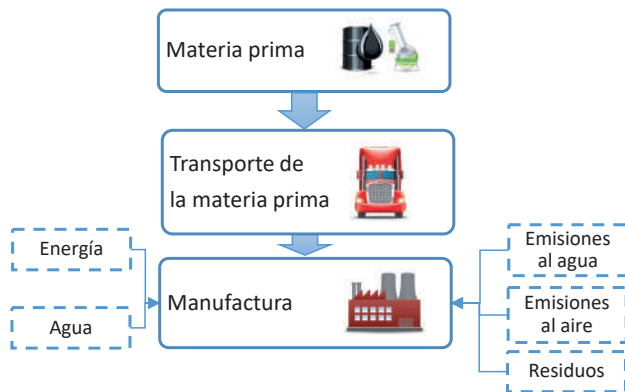 Materia prima
Transporte de
la materia prima
Energía
Agua
Manufactura
Emisiones
al agua
Emisiones
al aire
Residuos